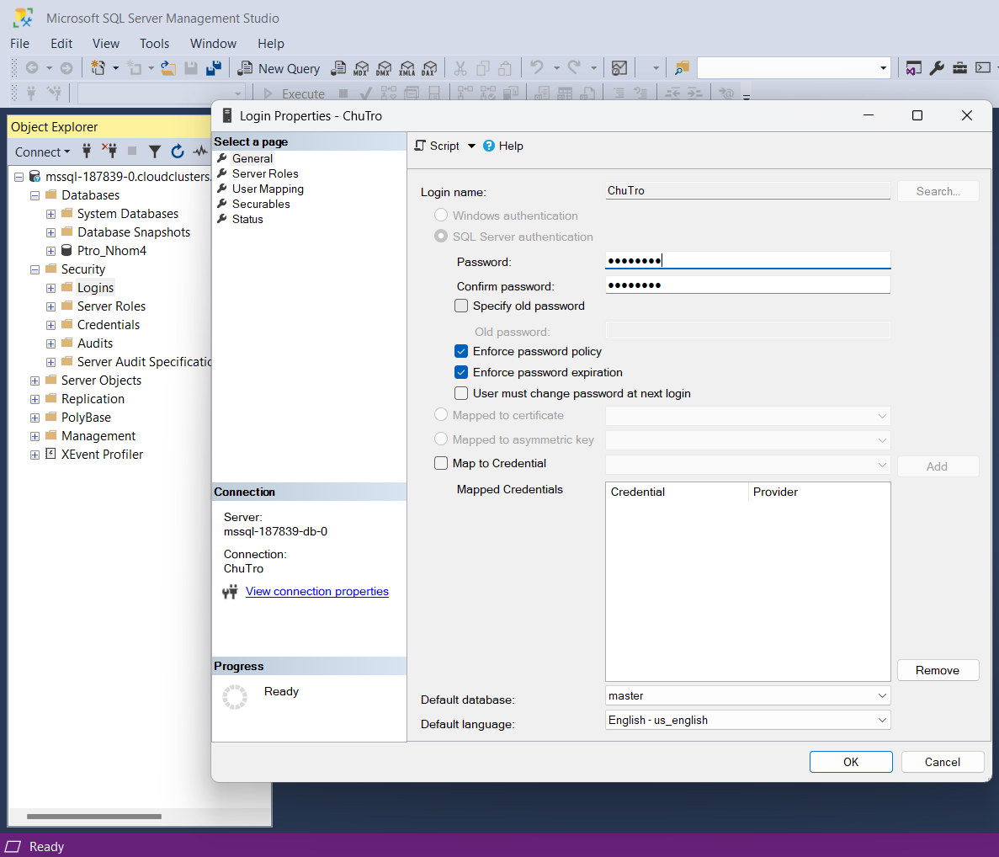 Microsoft SQL Server Management Studio
File Edit View Tools Window Help
New Query MDX DMX XMLA DAX
Execute
Object Explorer
Connect
mssql-187839-0.cloudclusters.
Databases
System Databases
Database Snapshots
Ptro_Nhom4
Security
Logins
Server Roles
Credentials
Audits
Server Audit Specificatio
Server Objects
Replication
PolyBase
Management
XEvent Profiler
Login Properties - ChuTro
Select a page
General
Server Roles
User Mapping
Securables
Status
Connection
Server:
mssql-187839-db-0
Connection:
ChuTro
View connection properties
Progress
Ready
Script Help
Login name: ChuTro Search...
Windows authentication
SQL Server authentication
Password: ●●●●●●●●
Confirm password: ●●●●●●●●
Specify old password
Old password:
Enforce password policy
Enforce password expiration
User must change password at next login
Mapped to certificate
Mapped to asymmetric key
Map to Credential Add
Mapped Credentials Credential Provider
Remove
Default database: master
Default language: English - us_english
OK Cancel
Ready